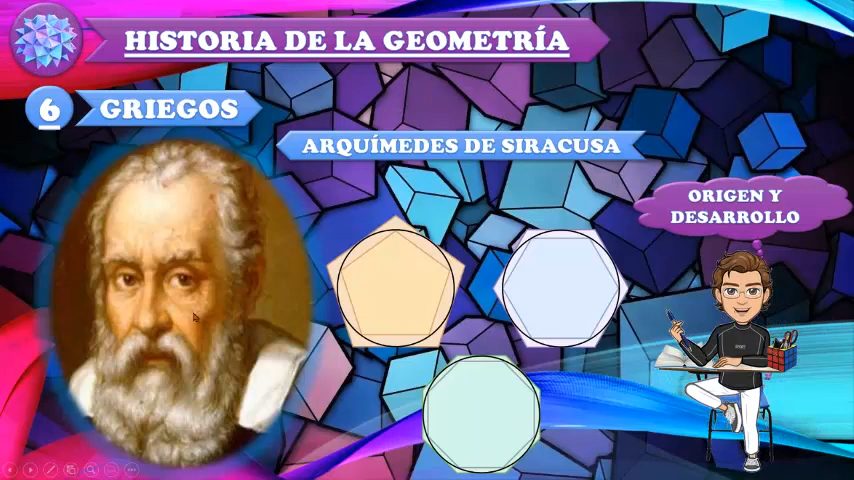 HISTORIA DE LA GEOMETRÍA
6 GRIEGOS
ARQUÍMEDES DE SIRACUSA
ORIGEN Y
DESARROLLO